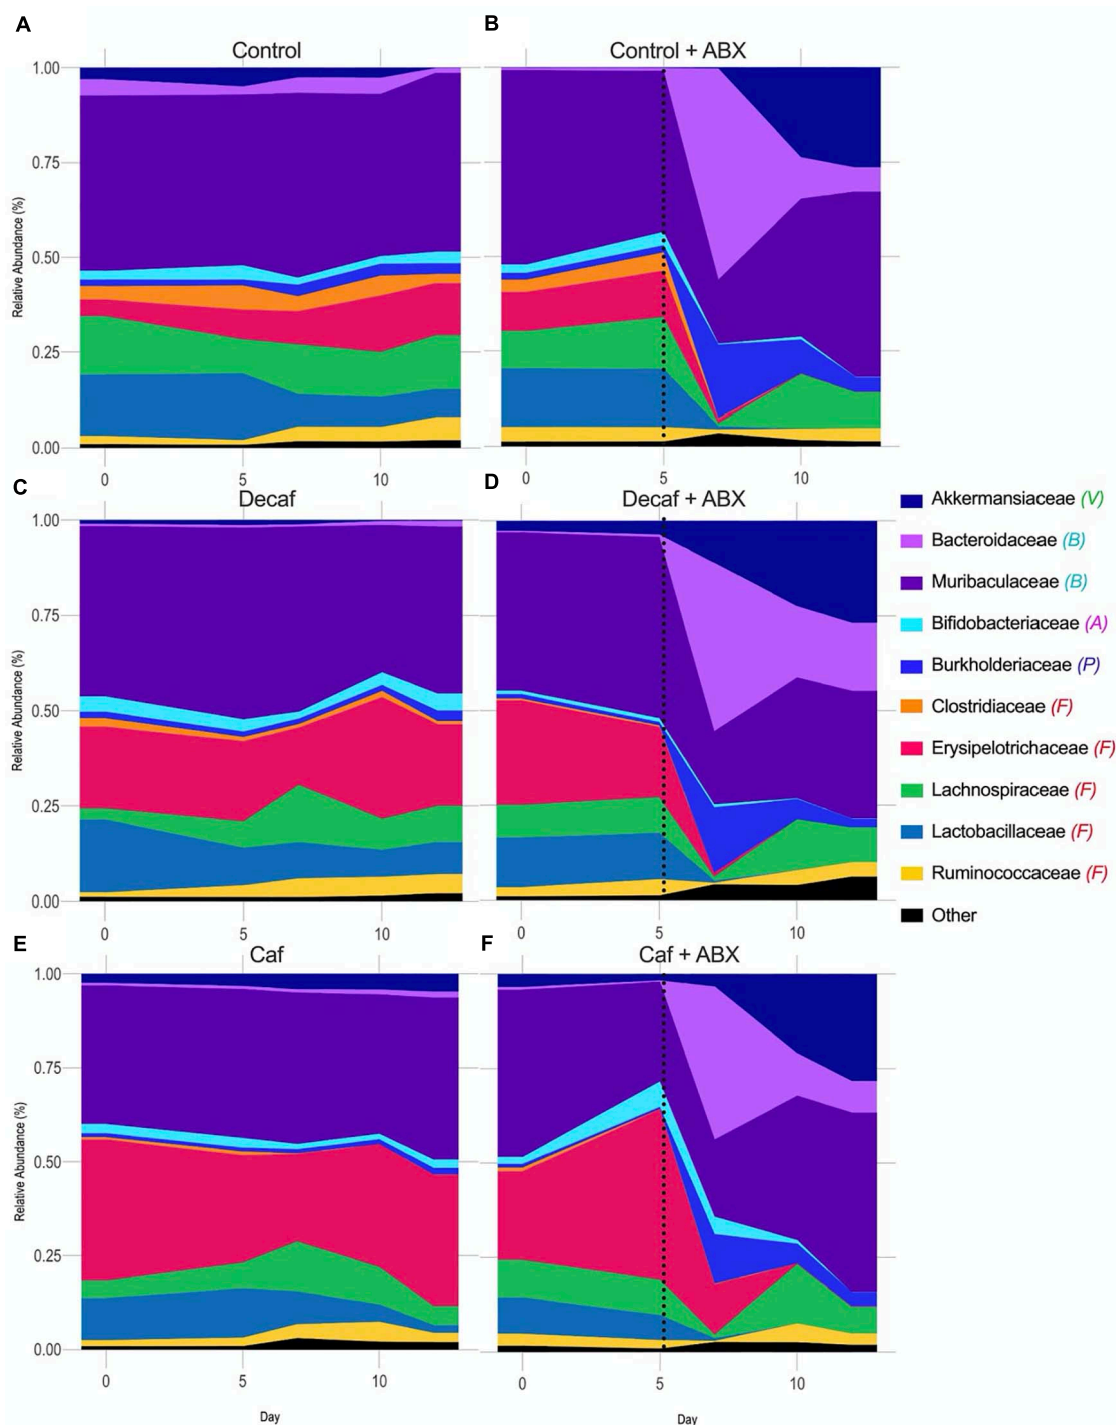 A
Control
B
Control + ABX
1.00
0.75
0.50
0.25
0.00
Relative Abundance (%)
0
5
10
0
5
10
C
Decaf
D
Decaf + ABX
1.00
0.75
0.50
0.25
0.00
Relative Abundance (%)
0
5
10
0
5
10
Akkermansiaceae (V)
Bacteroidaceae (B)
Muribaculaceae (B)
Bifidobacteriaceae (A)
Burkholderiaceae (P)
Clostridiaceae (F)
Erysipelotrichaceae (F)
Lachnospiraceae (F)
Lactobacillaceae (F)
Ruminococcaceae (F)
Other
E
Caf
F
Caf + ABX
1.00
0.75
0.50
0.25
0.00
Relative Abundance (%)
0
5
10
0
5
10
Day
Day